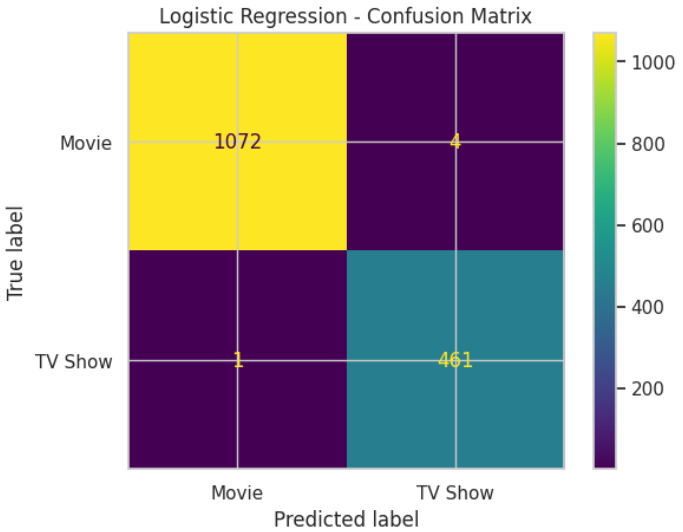 Logistic Regression - Confusion Matrix
Movie
TV Show
True label
1072
4
1
461
Movie
TV Show
Predicted label
1000
800
600
400
200